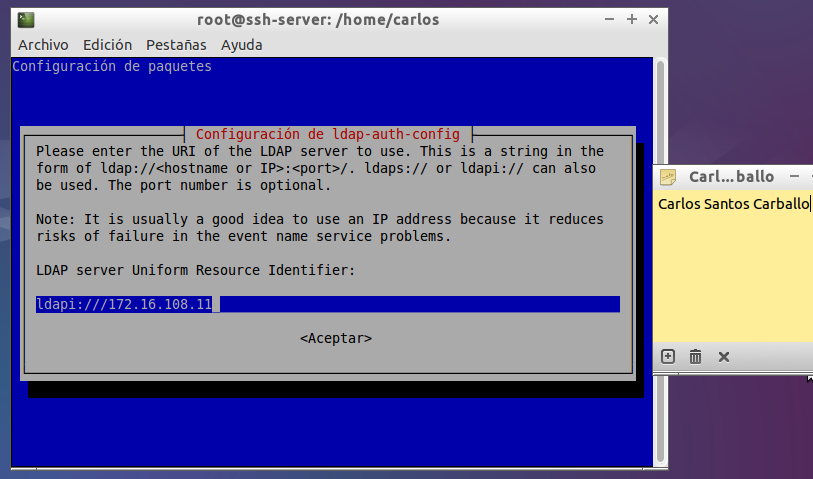 root@ssh-server: /home/carlos
Archivo Edición Pestañas Ayuda
Configuración de paquetes
Configuración de ldap-auth-config
Please enter the URI of the LDAP server to use. This is a string in the
form of ldap://<hostname or IP>:<port>/. ldaps:// or ldapi:// can also
be used. The port number is optional.
Note: It is usually a good idea to use an IP address because it reduces
risks of failure in the event name service problems.
LDAP server Uniform Resource Identifier:
ldapi:///172.16.108.11
<Aceptar>
Carl...ballo
Carlos Santos Carballo